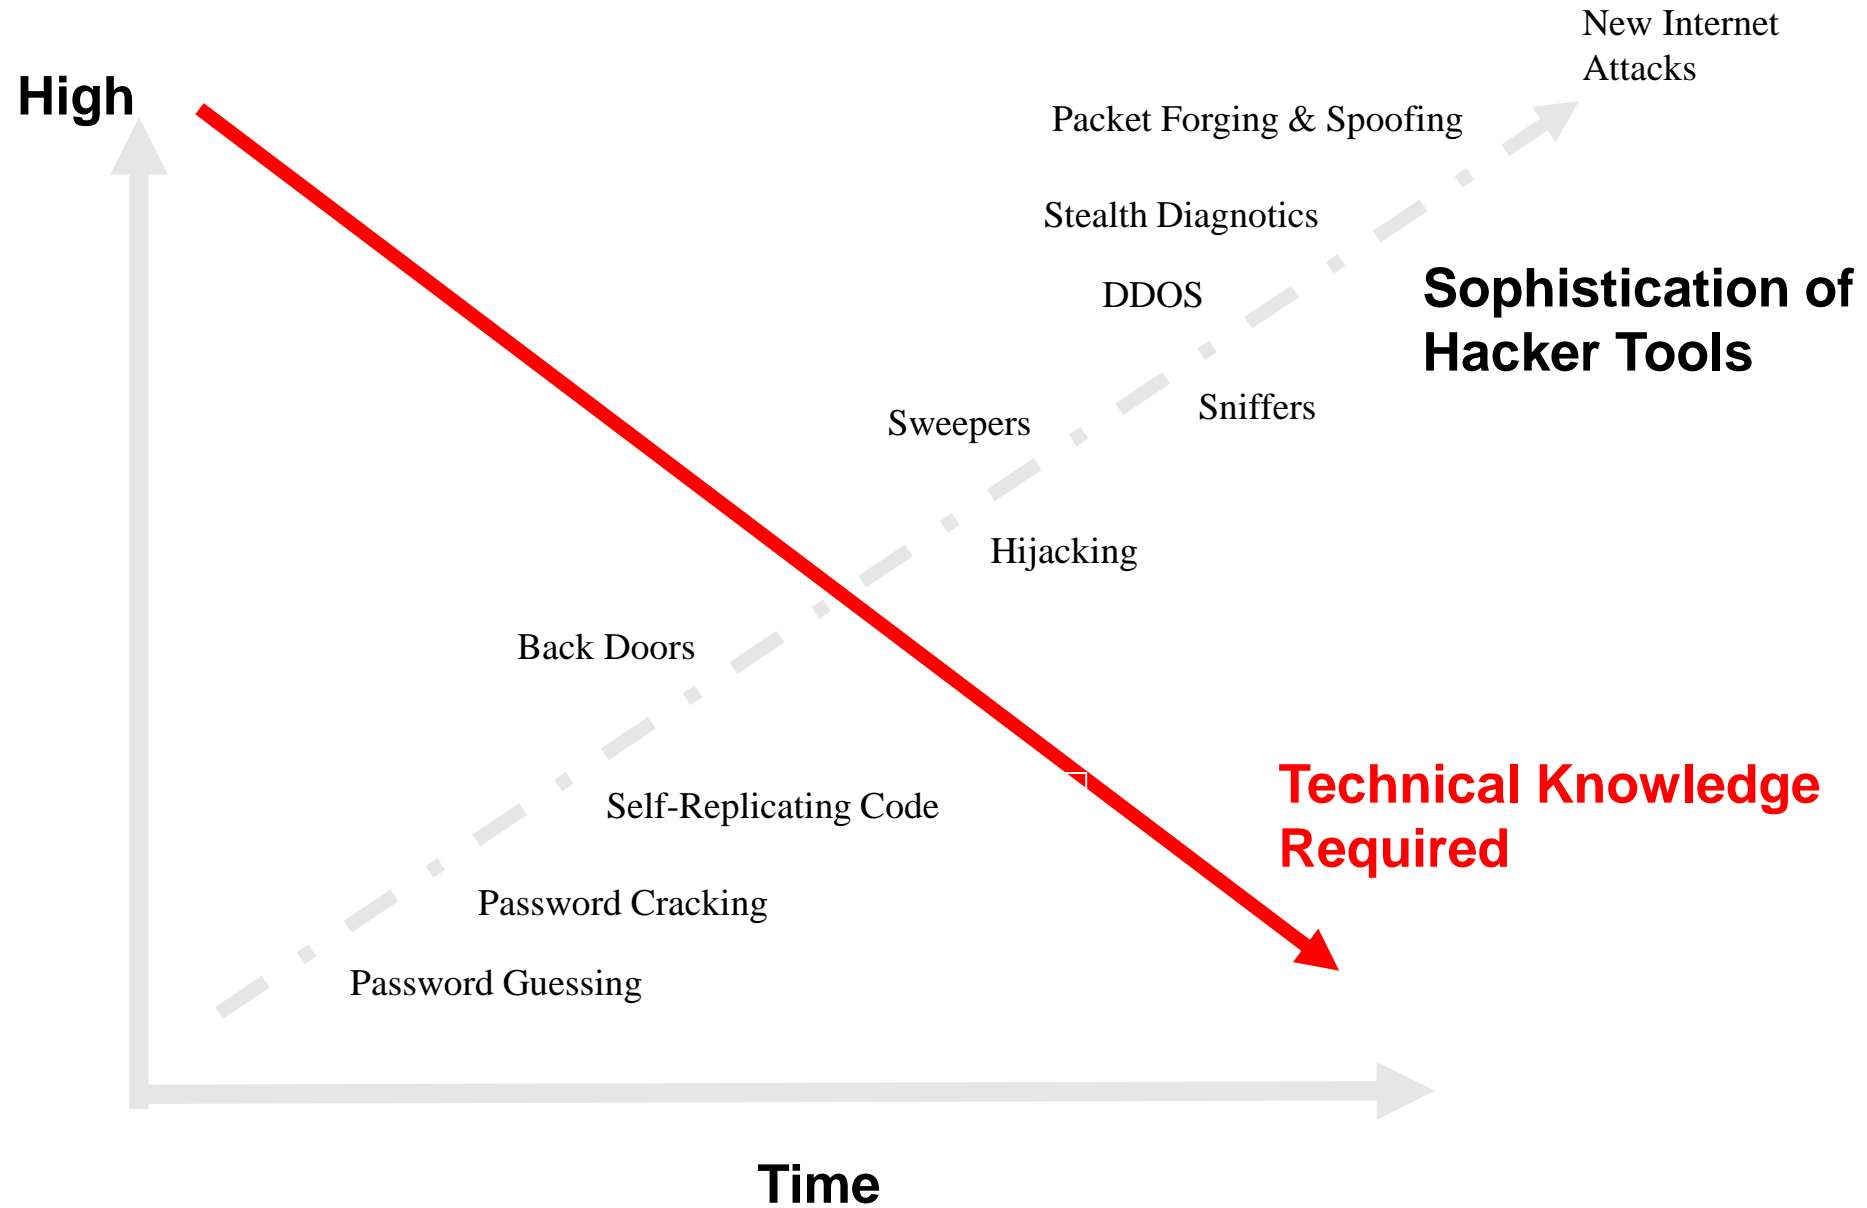 New Internet
Attacks
High
Packet Forging & Spoofing
Stealth Diagnotics
DDOS
Sophistication of
Hacker Tools
Sniffers
Sweepers
Hijacking
Back Doors
Technical Knowledge
Required
Self-Replicating Code
Password Cracking
Password Guessing
Time